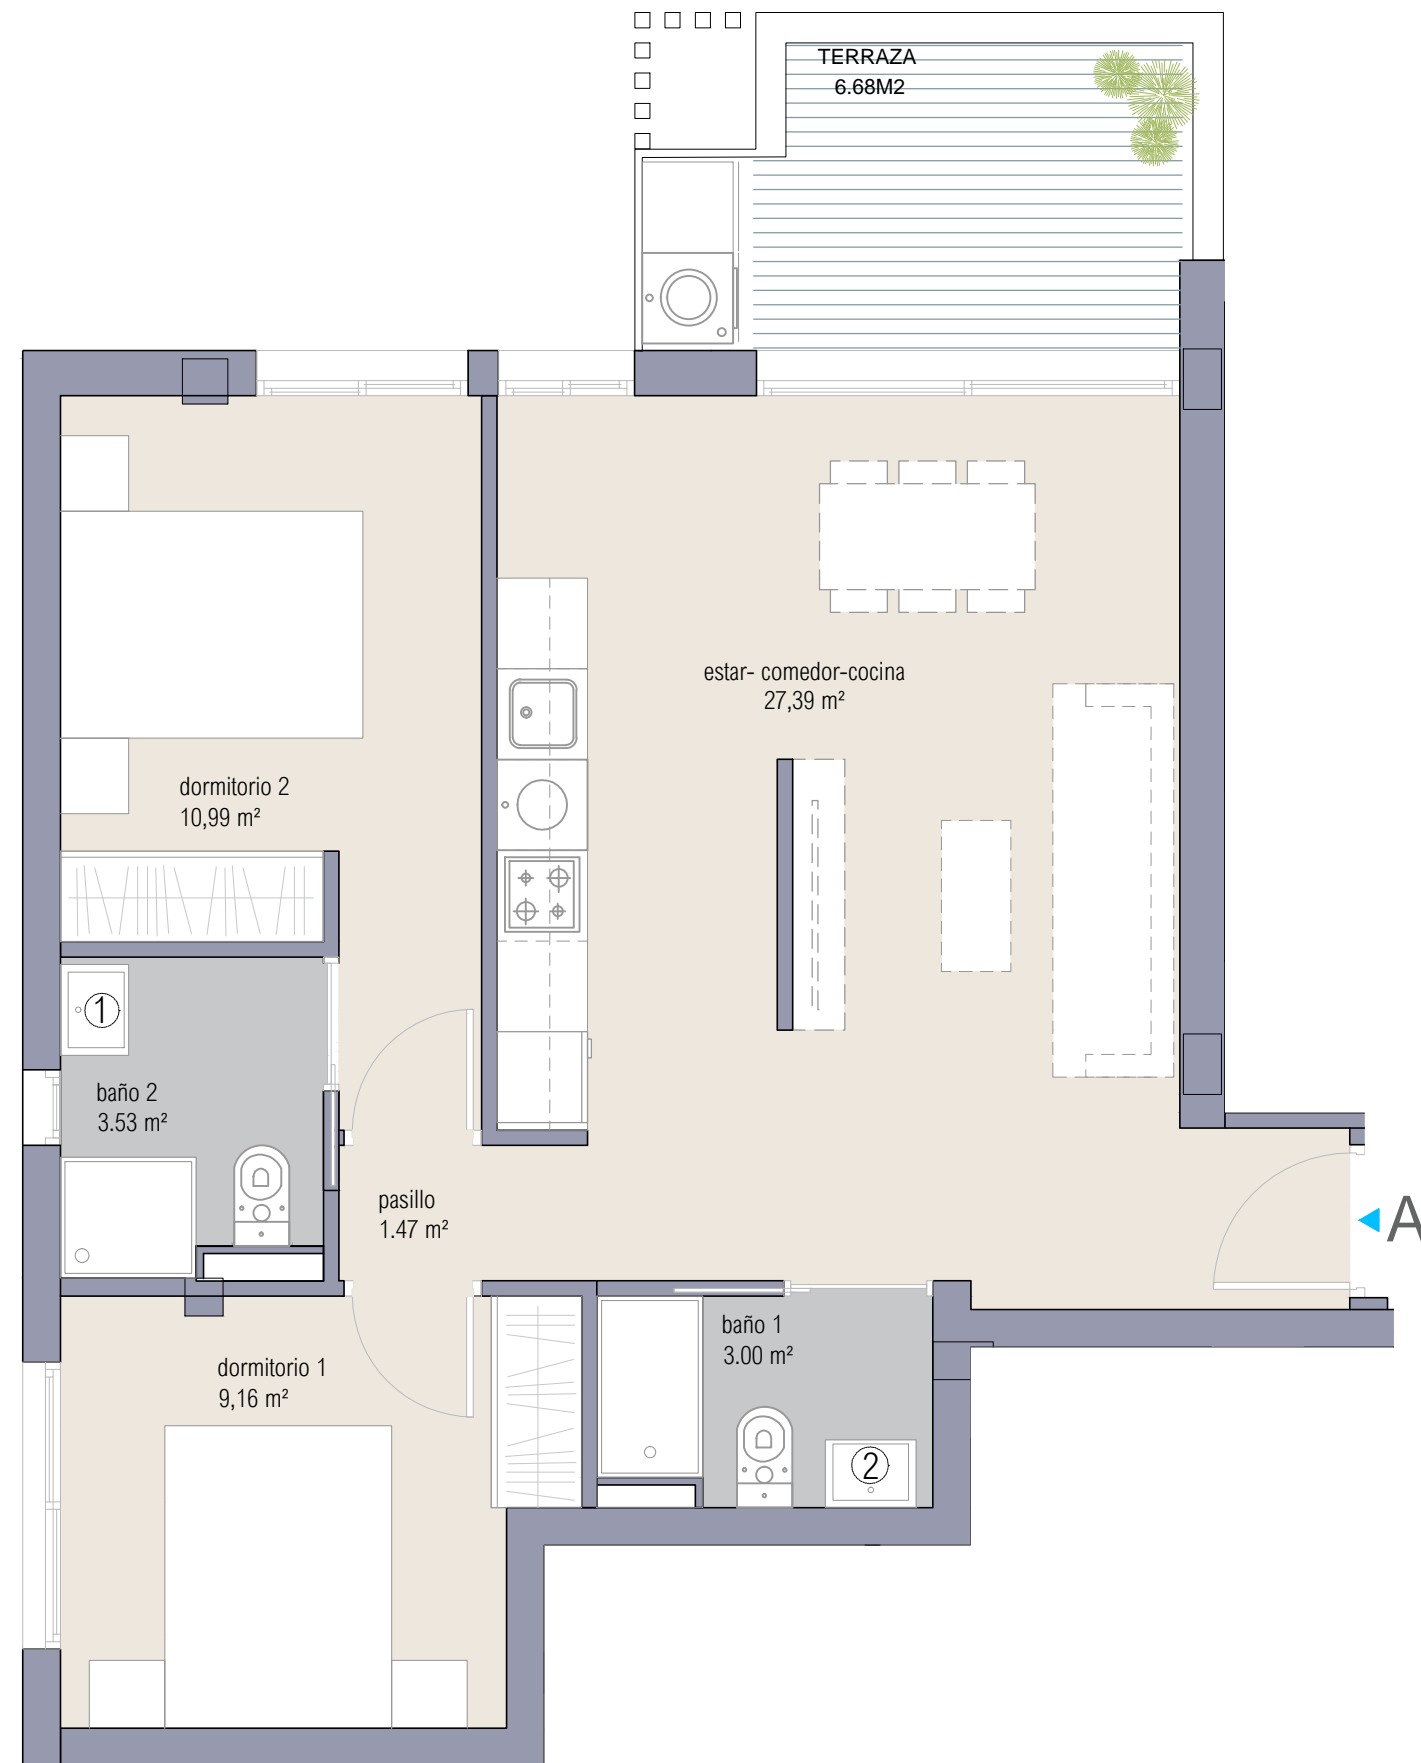 TERRAZA
6.68M2
estar- comedor-cocina
27,39 m²
dormitorio 2
10,99 m²
1
baño 2
3.53 m²
pasillo
1.47 m²
A
baño 1
3.00 m²
dormitorio 1
9,16 m²
2